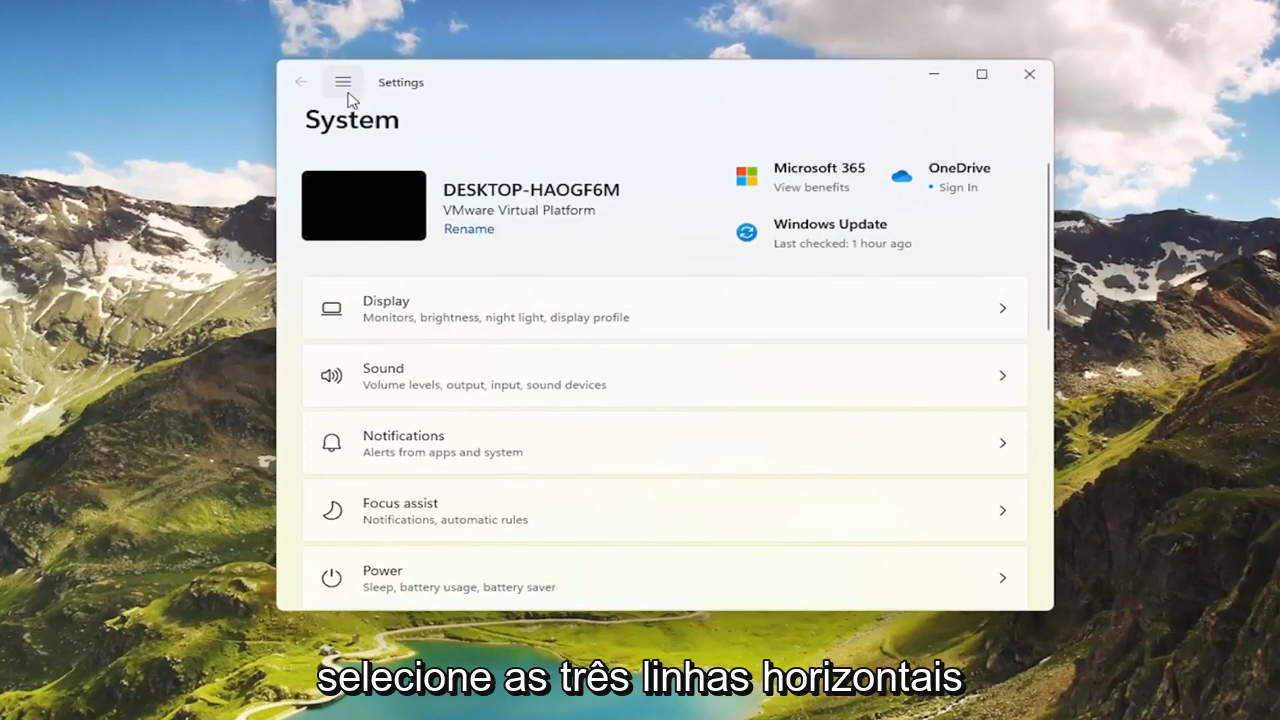 Settings
System
DESKTOP-HAOGF6M
VMware Virtual Platform
Rename
Microsoft 365
View benefits
OneDrive
• Sign In
Windows Update
Last checked: 1 hour ago
Display
Monitors, brightness, night light, display profile
Sound
Volume levels, output, input, sound devices
Notifications
Alerts from apps and system
Focus assist
Notifications, automatic rules
Power
Sleep, battery usage, battery saver
selecione as três linhas horizontais